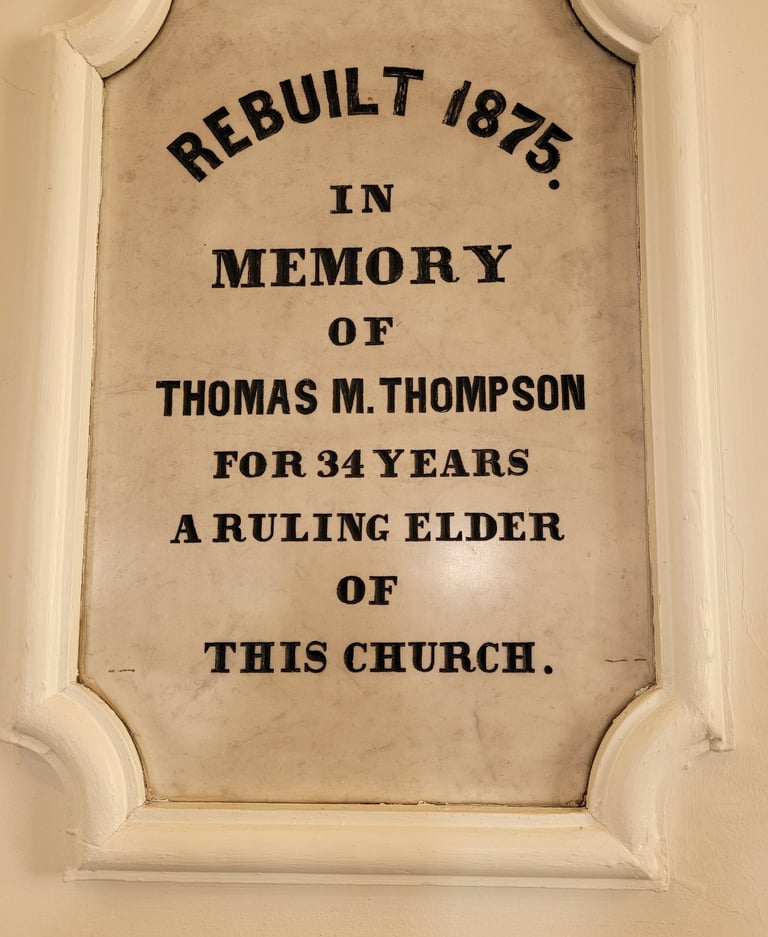 REBUILT 1875.
IN
MEMORY
OF
THOMAS M. THOMPSON
FOR 34 YEARS
A RULING ELDER
OF
THIS CHURCH.